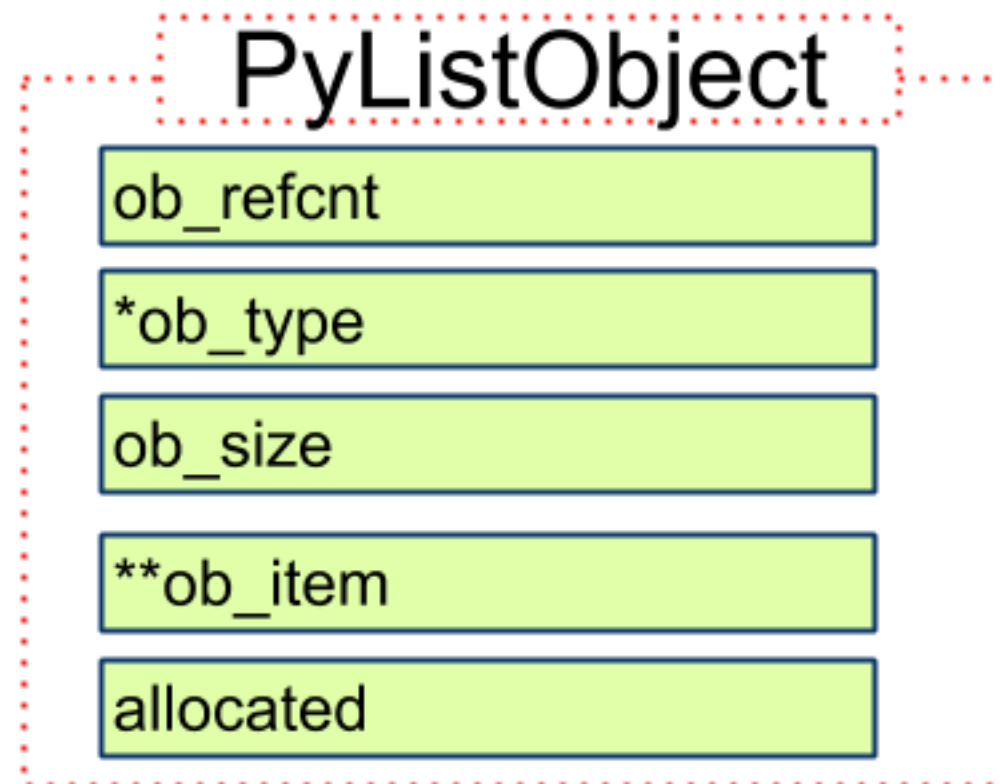 PyListObject
ob_refcnt
*ob_type
ob_size
**ob_item
allocated